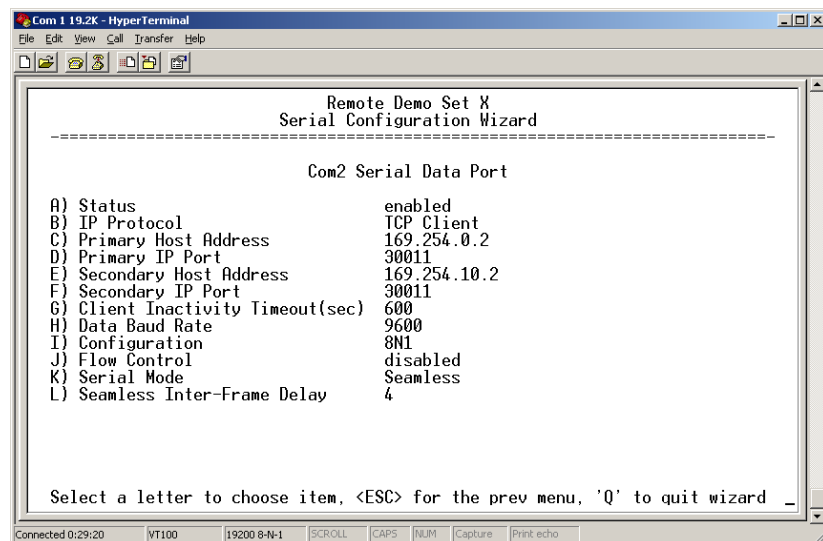 Com 1 19.2K - HyperTerminal
File Edit View Call Transfer Help
Remote Demo Set X
Serial Configuration Wizard
-==========================================================================-
Com2 Serial Data Port
A) Status enabled
B) IP Protocol TCP Client
C) Primary Host Address 169.254.0.2
D) Primary IP Port 30011
E) Secondary Host Address 169.254.10.2
F) Secondary IP Port 30011
G) Client Inactivity Timeout(sec) 600
H) Data Baud Rate 9600
I) Configuration 8N1
J) Flow Control disabled
K) Serial Mode Seamless
L) Seamless Inter-Frame Delay 4
Select a letter to choose item, <ESC> for the prev menu, 'Q' to quit wizard _
Connected 0:29:20 VT100 19200 8-N-1 SCROLL CAPS NUM Capture Print echo